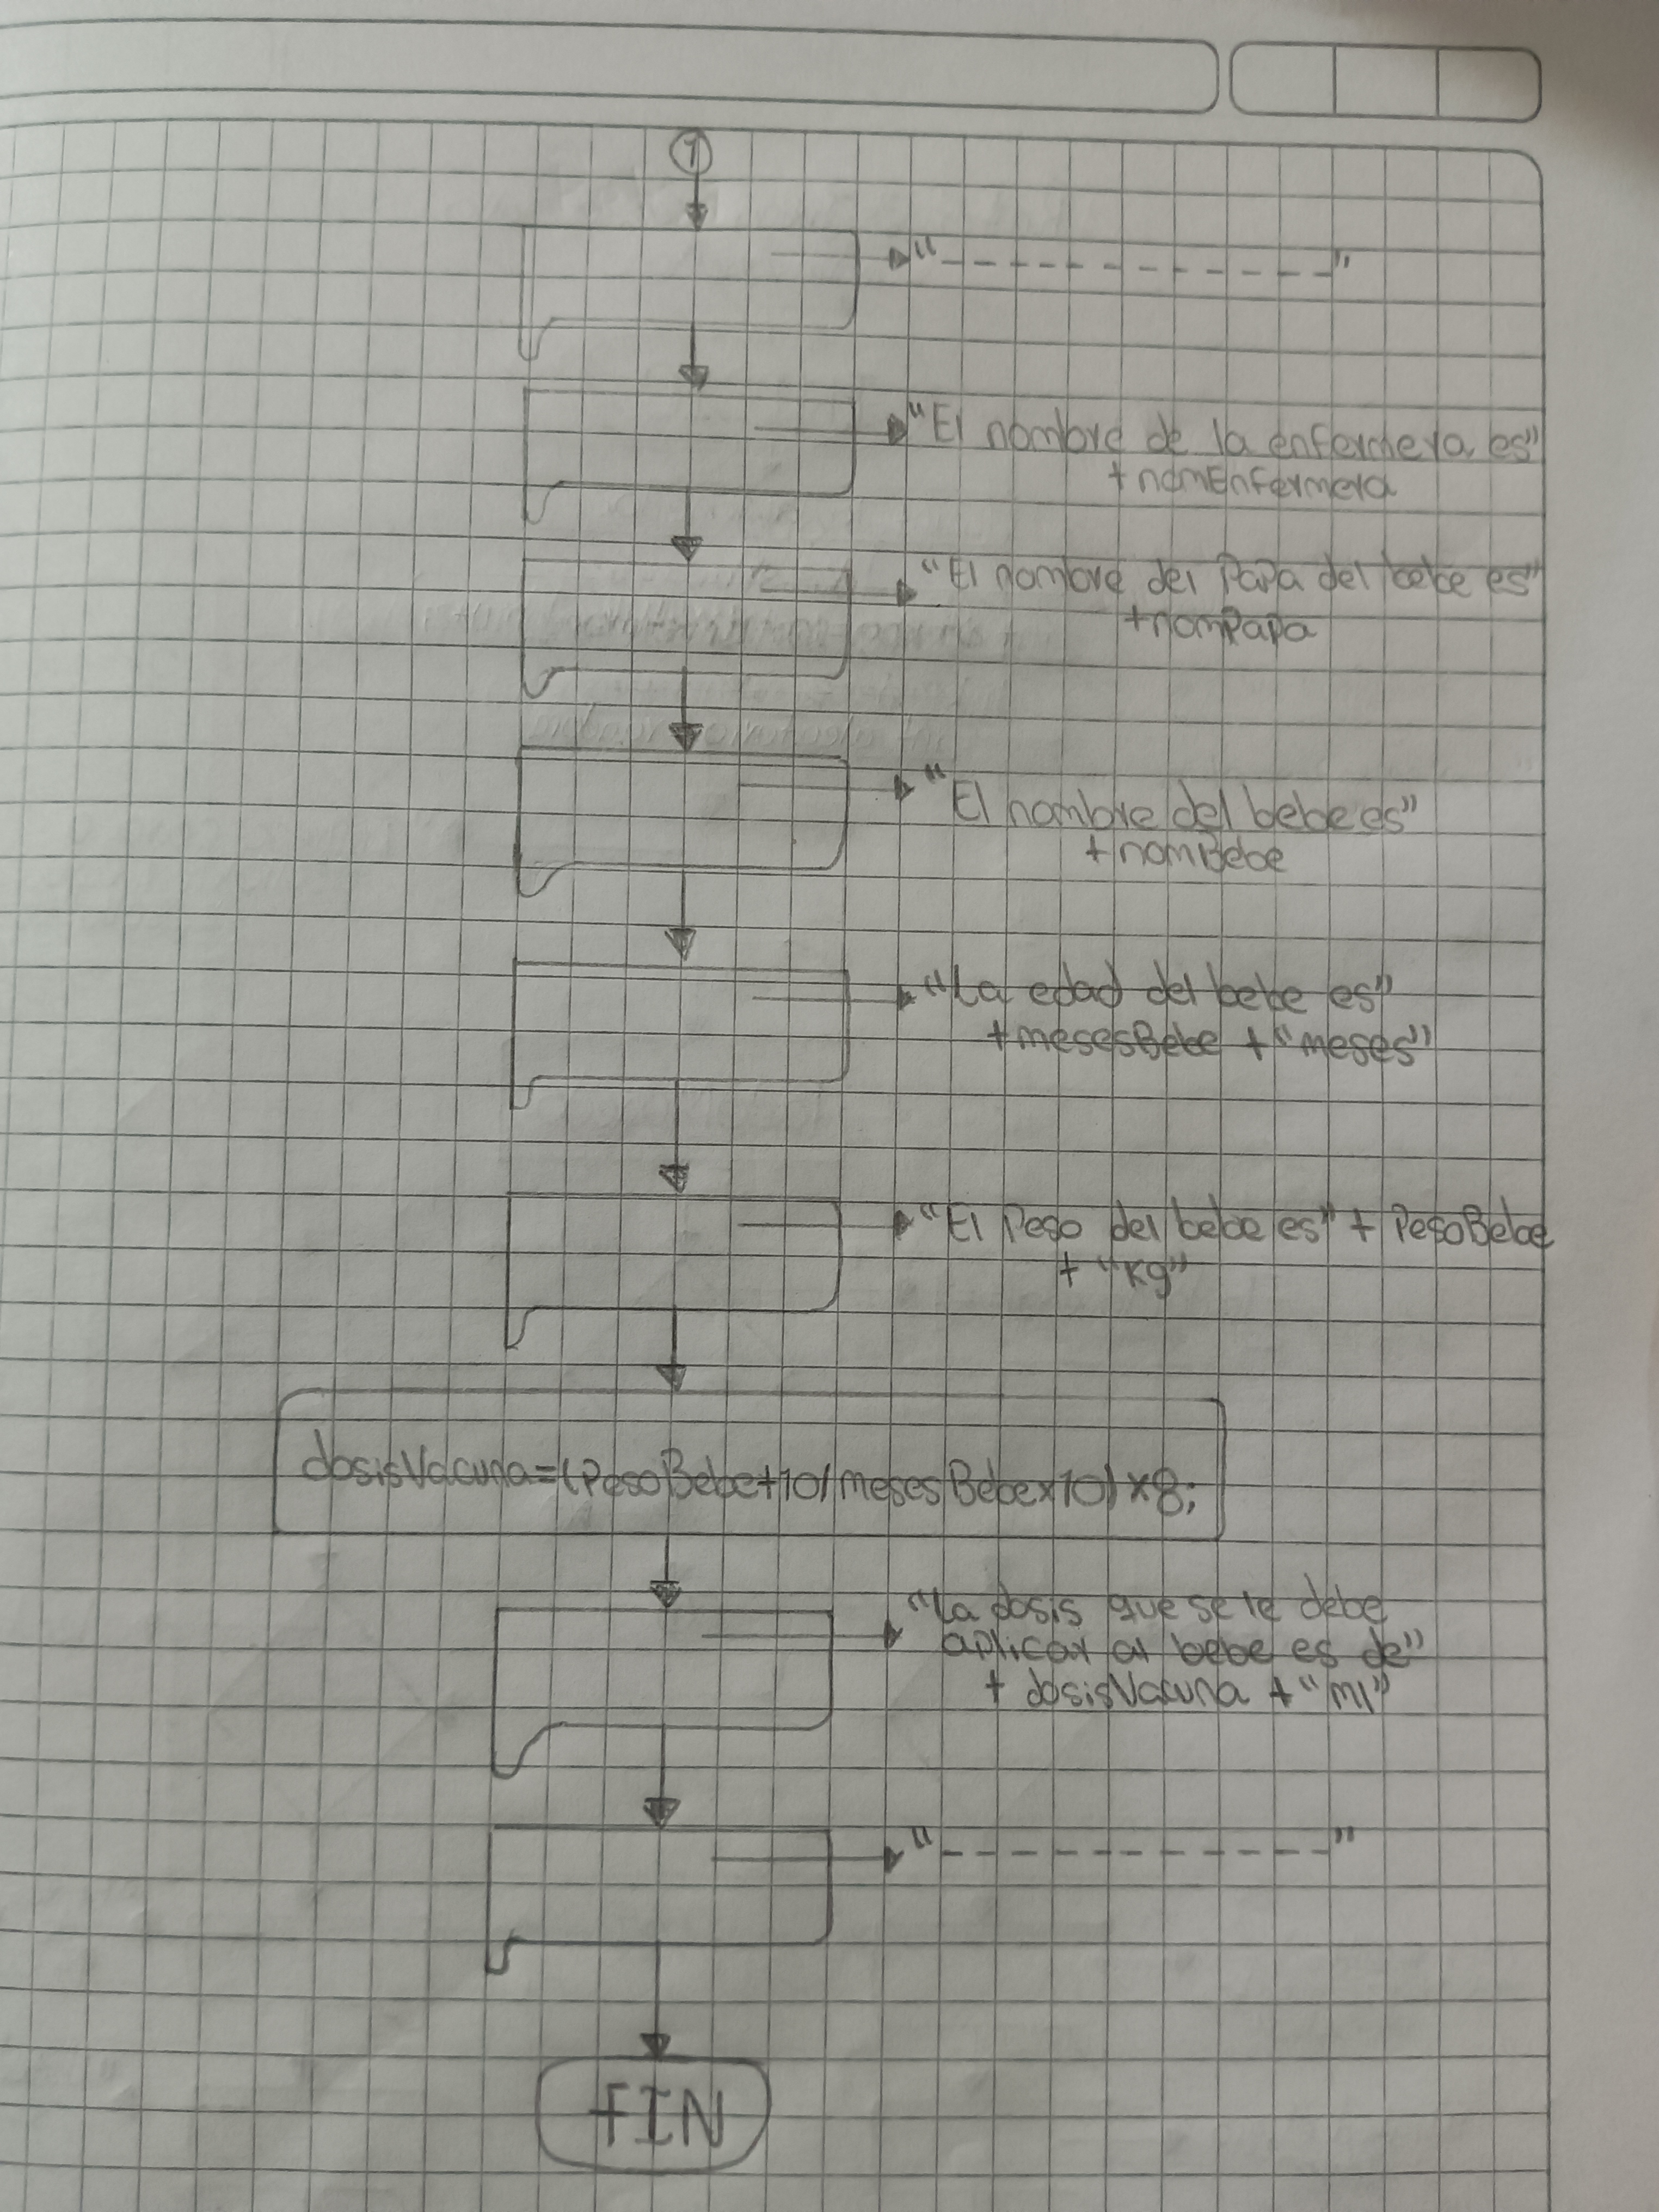 1
"- - - - - - - - - - -"
"El nombre de la enfermera es"
+ nomEnfermera
"El nombre del Papa del bebe es"
+nomPapa
"El nombre del bebe es"
+ nomBebe
"La edad del bebe es"
+mesesBebe + "meses"
"El Peso del bebe es" + PesoBebe
+ "Kg"
dosisVacuna=(PesoBebe+10/mesesBebex10)x8;
"La dosis que se le debe
aplicar al bebe es de"
+ dosisVacuna + "ml"
"- - - - - - - - - - -"
fIN